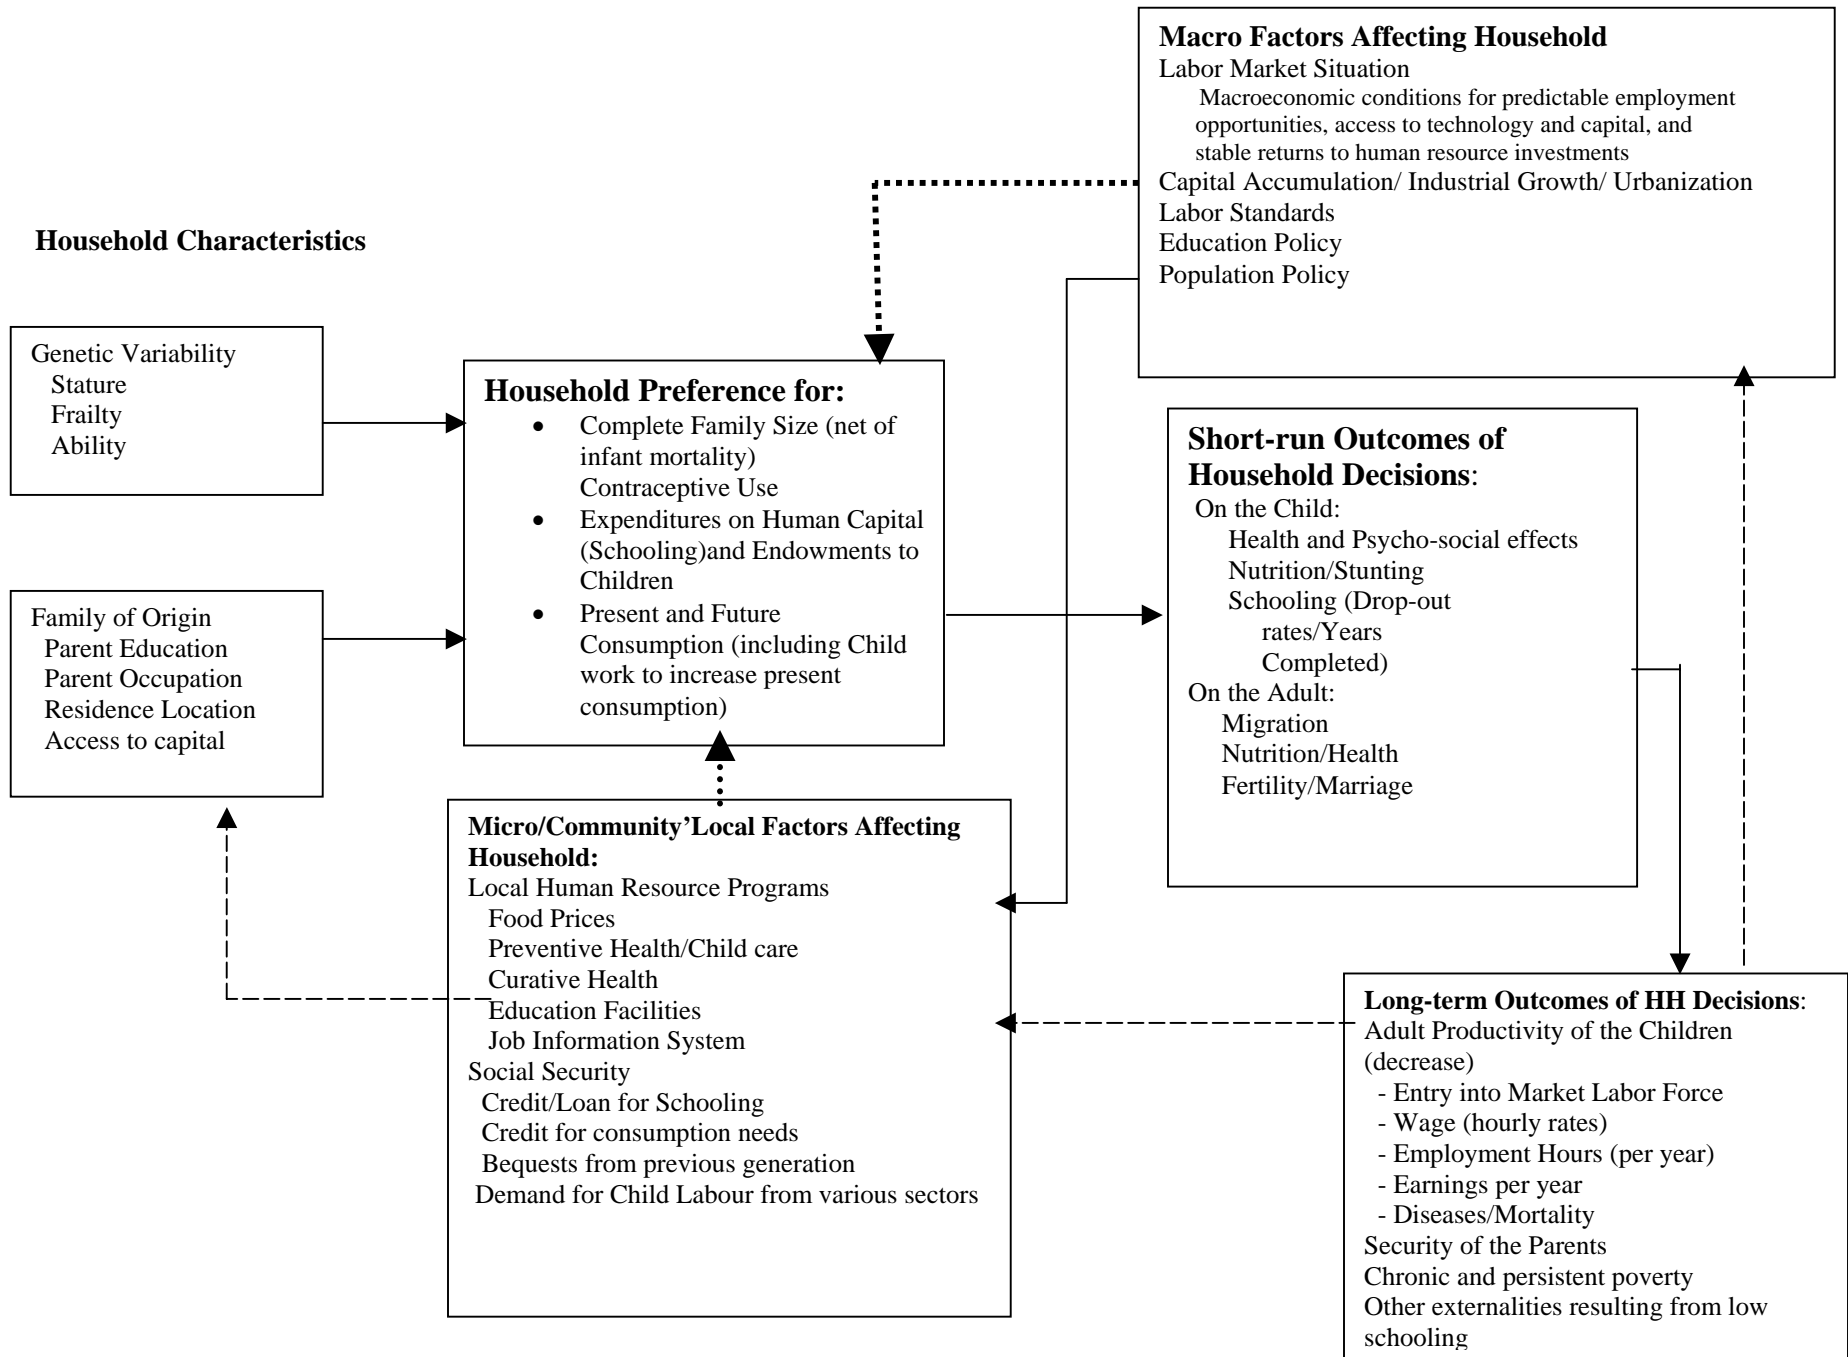 Macro Factors Affecting Household
Labor Market Situation
Macroeconomic conditions for predictable employment
opportunities, access to technology and capital, and
stable returns to human resource investments
Capital Accumulation/ Industrial Growth/ Urbanization
Labor Standards
Education Policy
Population Policy
Household Characteristics
Genetic Variability
Stature
Frailty
Ability
Family of Origin
Parent Education
Parent Occupation
Residence Location
Access to capital
Household Preference for:
• Complete Family Size (net of
infant mortality)
Contraceptive Use
• Expenditures on Human Capital
(Schooling)and Endowments to
Children
• Present and Future
Consumption (including Child
work to increase present
consumption)
Short-run Outcomes of
Household Decisions:
On the Child:
Health and Psycho-social effects
Nutrition/Stunting
Schooling (Drop-out
rates/Years
Completed)
On the Adult:
Migration
Nutrition/Health
Fertility/Marriage
Micro/Community’Local Factors Affecting
Household:
Local Human Resource Programs
Food Prices
Preventive Health/Child care
Curative Health
Education Facilities
Job Information System
Social Security
Credit/Loan for Schooling
Credit for consumption needs
Bequests from previous generation
Demand for Child Labour from various sectors
Long-term Outcomes of HH Decisions:
Adult Productivity of the Children
(decrease)
- Entry into Market Labor Force
- Wage (hourly rates)
- Employment Hours (per year)
- Earnings per year
- Diseases/Mortality
Security of the Parents
Chronic and persistent poverty
Other externalities resulting from low
schooling